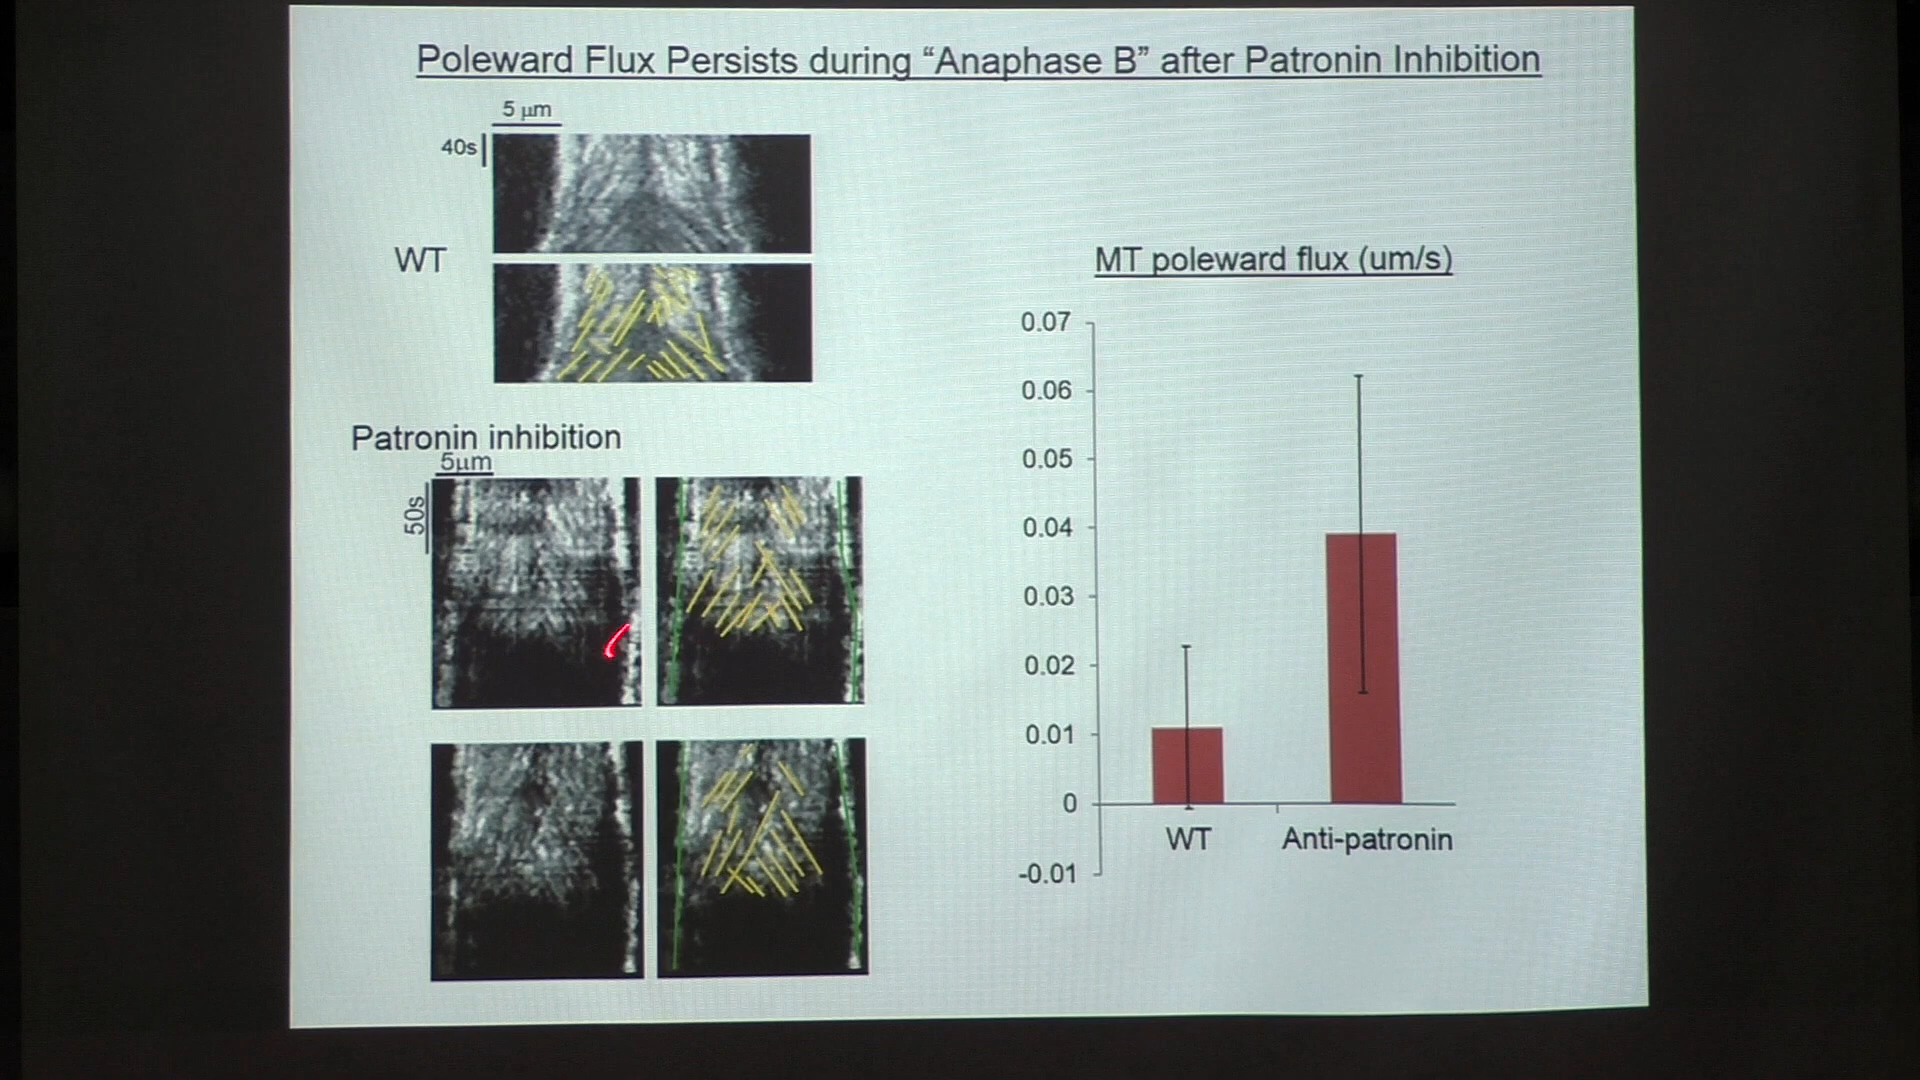 Poleward Flux Persists during “Anaphase B” after Patronin Inhibition
5 μm
40s
WT
Patronin inhibition
5μm
50s
MT poleward flux (um/s)
0.07
0.06
0.05
0.04
0.03
0.02
0.01
0
-0.01
WT
Anti-patronin